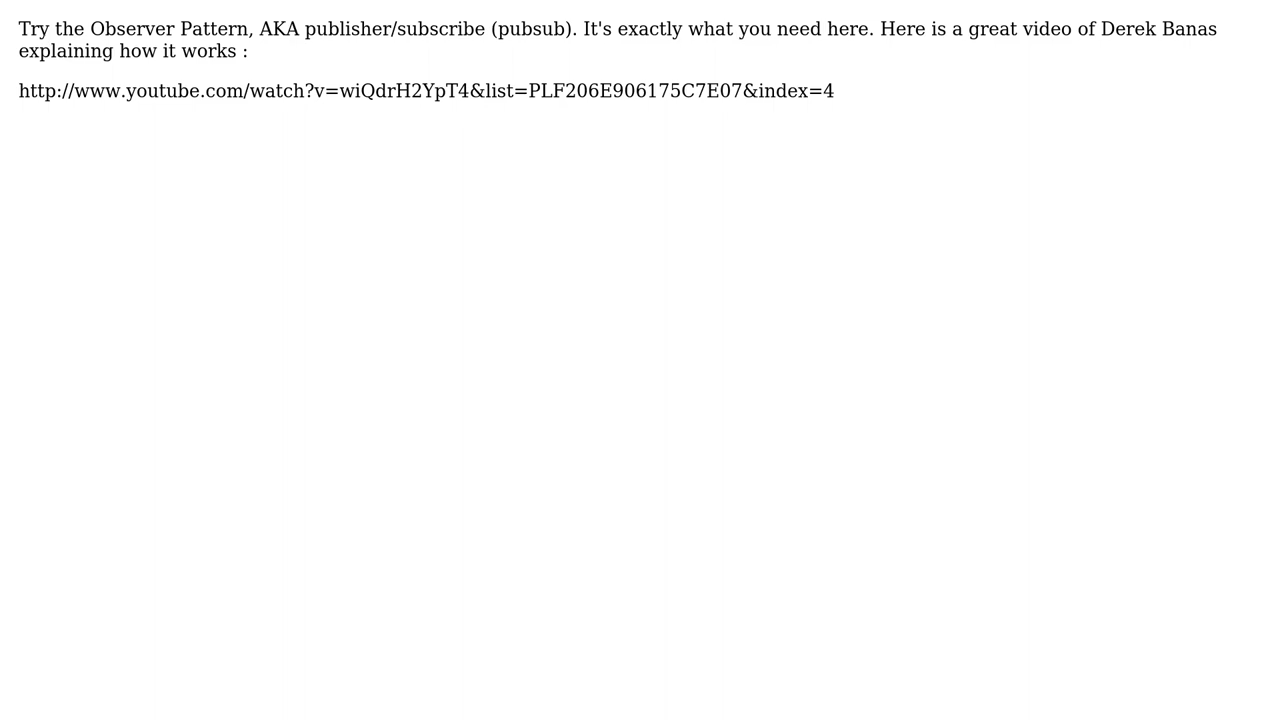 Try the Observer Pattern, AKA publisher/subscribe (pubsub). It's exactly what you need here. Here is a great video of Derek Banas
explaining how it works :
http://www.youtube.com/watch?v=wiQdrH2YpT4&list=PLF206E906175C7E07&index=4